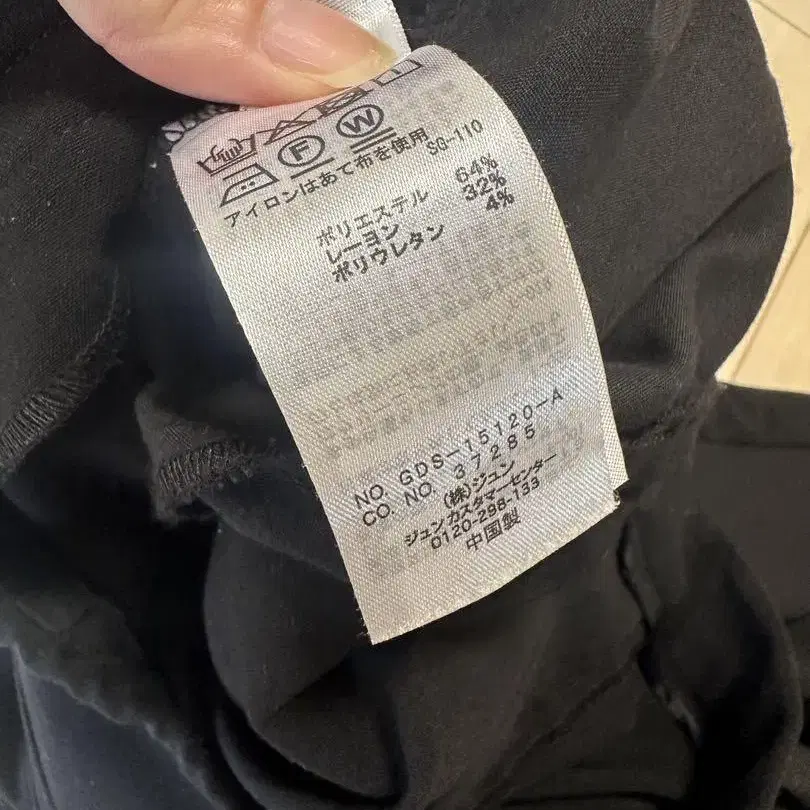 F W
アイロンはあて布を使用 SG-110
ポリエステル 64%
レーヨン 32%
ポリウレタン 4%
NO. GDS-15120-A
CO. NO. 37285
(株)ジュン
ジュンカスタマーセンター
0120-298-133
中国製